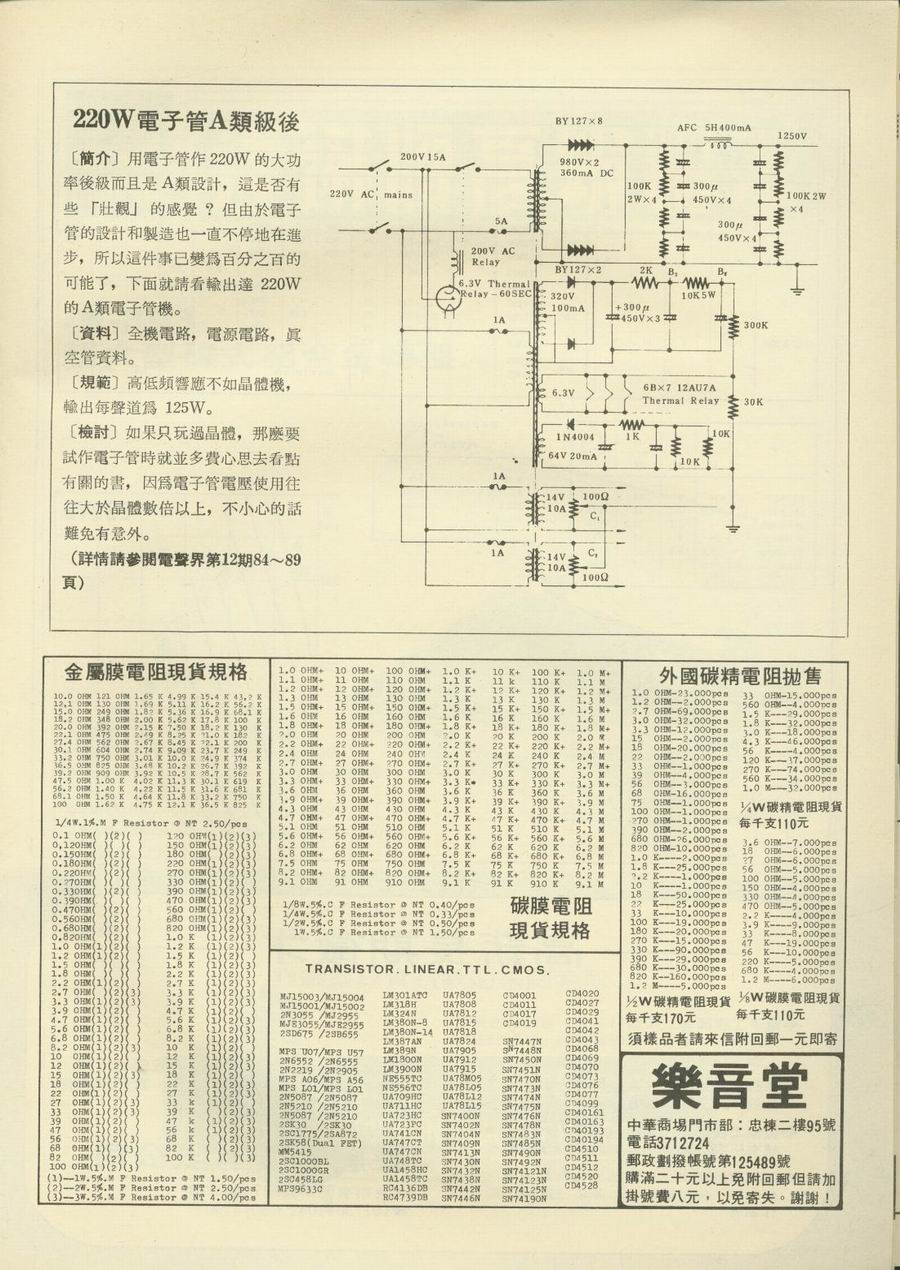 220W電子管A類級後
〔簡介〕用電子管作 220W 的大功
率後級而且是 A類設計，這是否有
些「壯觀」的感覺？但由於電子
管的設計和製造也一直不停地在進
步，所以這件事已變爲百分之百的
可能了，下面就請看輸出達 220W
的A類電子管機。
〔資料〕全機電路，電源電路，眞
空管資料。
〔規範〕高低頻響應不如晶體機，
輸出每聲道爲 125W。
〔檢討〕如果只玩過晶體，那麽要
試作電子管時就並多費心思去看點
有關的書，因爲電子管電壓使用往
往大於晶體數倍以上，不小心的話
難免有意外。
（詳情請參閱電聲界第12期84～89
頁）
BY127×8
AFC 5H400mA
1250V
200V15A
980V×2
360mA DC
220V AC mains
100K
2W×4
300μ
450V×4
100K2W
×4
300μ
450V×4
5A
200V AC
Relay
BY127×2
2K
10K5W
6.3V Thermal
Relay-60SEC
320V
100mA
+300μ
450V×3
300K
1A
6.3V
6B×7 12AU7A
Thermal Relay
30K
1N4004
1K
10K
64V20mA
10K
1A
14V
10A
100Ω
C₁
1A
14V
10A
100Ω
金屬膜電阻現貨規格
10.0 OHM 121 OHM 1.65 K 4.99 K 15.4 K 43.2 K
12.1 OHM 130 OHM 1.69 K 5.11 K 16.2 K 56.2 K
15.0 OHM 249 OHM 1.82 K 5.36 K 16.9 K 68.1 K
18.2 OHM 348 OHM 2.00 K 5.62 K 17.8 K 100 K
20.0 OHM 392 OHM 2.15 K 7.50 K 18.2 K 130 K
22.1 OHM 475 OHM 2.49 K 8.25 K 21.0 K 182 K
27.4 OHM 562 OHM 2.67 K 8.45 K 22.1 K 200 K
30.1 OHM 604 OHM 2.74 K 9.09 K 23.7 K 249 K
33.2 OHM 750 OHM 3.01 K 10.0 K 24.9 K 374 K
36.5 OHM 825 OHM 3.48 K 10.2 K 26.7 K 392 K
39.2 OHM 909 OHM 3.92 K 10.5 K 28.7 K 562 K
47.5 OHM 1.00 K 4.02 K 11.3 K 30.1 K 619 K
56.2 OHM 1.40 K 4.22 K 11.5 K 31.6 K 681 K
68.1 OHM 1.50 K 4.64 K 11.8 K 33.2 K 750 K
100 OHM 1.62 K 4.75 K 12.1 K 36.5 K 825 K
1/4W.1%.M F Resistor @ NT 2.50/pcs
0.1 OHM( )(2)( ) 120 OHM(1)(2)(3)
0.120HM( )( )( ) 150 OHM(1)(2)(3)
0.150HM( )(2)( ) 180 OHM( )(2)(3)
0.180HM( )(2)( ) 220 OHM(1)(2)(3)
0.220HM( )(2)( ) 270 OHM(1)(2)(3)
0.270HM( )( )( ) 330 OHM(1)(2)( )
0.330HM( )(2)( ) 390 OHM(1)(2)(3)
0.390HM( )( )( ) 470 OHM(1)(2)(3)
0.470HM( )(2)( ) 560 OHM(1)(2)( )
0.560HM( )(2)( ) 680 OHM(1)(2)(3)
0.680HM( )(2)( ) 820 OHM(1)(2)(3)
0.820HM( )(2)( ) 1.0 K (1)(2)(3)
1.0 OHM(1)(2)( ) 1.2 K (1)(2)(3)
1.2 OHM(1)(2)( ) 1.5 K (1)(2)(3)
1.5 OHM( )( )( ) 1.8 K (1)(2)(3)
1.8 OHM( )(2)( ) 2.2 K (1)(2)(3)
2.2 OHM(1)(2)( ) 2.7 K (1)(2)(3)
2.7 OHM( )(2)(3) 3.3 K (1)(2)(3)
3.3 OHM(1)(2)(3) 3.9 K (1)(2)(3)
3.9 OHM(1)(2)( ) 4.7 K (1)(2)(3)
4.7 OHM(1)(2)( ) 5.6 K (1)(2)(3)
5.6 OHM(1)(2)( ) 6.8 K (1)(2)(3)
6.8 OHM(1)(2)( ) 8.2 K (1)(2)(3)
8.2 OHM(1)(2)(3) 10 K (1)(2)(3)
10 OHM(1)(2)( ) 12 K (1)(2)(3)
12 OHM(1)(2)( ) 15 K (1)(2)(3)
15 OHM(1)(2)(3) 18 K (1)(2)(3)
18 OHM(1)(2)( ) 22 K (1)(2)(3)
22 OHM(1)(2)( ) 27 K (1)(2)(3)
27 OHM(1)(2)(3) 33 k (1)(2)(3)
33 OHM(1)(2)(3) 39 K (1)(2)(3)
39 OHM(1)(2)( ) 47 k (1)(2)(3)
47 OHM(1)(2)(3) 56 k (1)(2)(3)
56 OHM(1)(2)(3) 68 K ( )(2)(3)
68 OHM(1)( )(3) 82 K ( )(2)(3)
82 OHM(1)(2)(3) 100 K ( )(2)(3)
100 OHM(1)(2)(3)
(1)--1W.5%.M F Resistor @ NT 1.50/pcs
(2)--2W.5%.M F Resistor @ NT 2.50/pcs
(3)--3W.5%.M F Resistor @ NT 4.00/pcs
1.0 OHM+ 10 OHM+ 100 OHM+ 1.0 K+ 10 K+ 100 K+ 1.0 M+
1.1 OHM 11 OHM 110 OHM 1.1 K 11 k 110 K 1.1 M
1.2 OHM+ 12 OHM+ 120 OHM+ 1.2 K+ 12 K+ 120 K+ 1.2 M+
1.3 OHM 13 OHM 130 OHM 1.3 K 13 K 130 K 1.3 M
1.5 OHM+ 15 OHM+ 150 OHM+ 1.5 K+ 15 K+ 150 K+ 1.5 M+
1.6 OHM 16 OHM 160 OHM 1.6 K 16 K 160 K 1.6 M
1.8 OHM+ 18 OHM+ 180 OHM+ 1.8 K+ 18 K+ 180 K+ 1.8 M+
2.0 OHM 20 OHM 200 OHM 2.0 K 20 K 200 K 2.0 M
2.2 OHM+ 22 OHM+ 220 OHM+ 2.2 K+ 22 K+ 220 K+ 2.2 M+
2.4 OHM 24 OHM 240 OHM 2.4 K 24 K 240 K 2.4 M
2.7 OHM+ 27 OHM+ 270 OHM+ 2.7 K+ 27 K+ 270 K+ 2.7 M+
3.0 OHM 30 OHM 300 OHM 3.0 K 30 K 300 K 3.0 M
3.3 OHM+ 33 OHM+ 330 OHM+ 3.3 K+ 33 K+ 330 K+ 3.3 M+
3.6 OHM 36 OHM 360 OHM 3.6 K 36 K 360 K 3.6 M
3.9 OHM+ 39 OHM+ 390 OHM+ 3.9 K+ 39 K+ 390 K+ 3.9 M
4.3 OHM 43 OHM 430 OHM 4.3 K 43 K 430 K 4.3 M
4.7 OHM+ 47 OHM+ 470 OHM+ 4.7 K+ 47 K+ 470 K+ 4.7 M
5.1 OHM 51 OHM 510 OHM 5.1 K 51 K 510 K 5.1 M
5.6 OHM+ 56 OHM+ 560 OHM+ 5.6 K+ 56 K+ 560 K+ 5.6 M
6.2 OHM 62 OHM 620 OHM 6.2 K 62 K 620 K 6.2 M
6.8 OHM+ 68 OHM+ 680 OHM+ 6.8 K+ 68 K+ 680 K+ 6.8 M
7.5 OHM 75 OHM 750 OHM 7.5 K 75 K 750 K 7.5 M
8.2 OHM+ 82 OHM+ 820 OHM+ 8.2 K+ 82 K+ 820 K+ 8.2 M
9.1 OHM 91 OHM 910 OHM 9.1 K 91 K 910 K 9.1 M
1/8W.5%.C F Resistor @ NT 0.40/pcs
1/4W.5%.C F Resistor @ NT 0.33/pcs
1/2W.5%.C F Resistor @ NT 0.50/pcs
1W.5%.C F Resistor @ NT 1.50/pcs
碳膜電阻
現貨規格
TRANSISTOR. LINEAR. TTL. CMOS.
MJ15003/MJ15004
MJ15001/MJ15002
2N3055 /MJ2955
MJE3055/MJE2955
2SD675 /2SB655
MPS U07/MPS U57
2N6552 /2N6555
2N2219 /2N2905
MPS A06/MPS A56
MPS L01/MPS L01
2N5087 /2N5087
2N5210 /2N5210
2N5087 /2N5210
2SK30 /2SK30
2SC1775/2SA872
2SK58(Dual FET)
MN5415
2SC1000BL
2SC1000GR
2SC458LG
MPS9633C
LM301ATC
LM318H
LM324N
LM380N-8
LM380N-14
LM387AN
LM389N
LM1800N
LM3900N
NE555TC
NE556TC
UA709HC
UA711HC
UA723HC
UA723PC
UA741CN
UA747CT
UA747CN
UA748TC
UA1458HC
UA1458TC
RC4136DB
RC4739DB
UA7805
UA7808
UA7812
UA7815
UA7818
UA7824
UA7905
UA7912
UA7915
UA78M05
UA78L05
UA78L12
UA78L15
SN7400N
SN7402N
SN7404N
SN7409N
SN7413N
SN7430N
SN7432N
SN7438N
SN7442N
SN7446N
CD4001
CD4011
CD4017
CD4019
SN7447N
SN7448N
SN7450N
SN7451N
SN7470N
SN7473N
SN7474N
SN7475N
SN7476N
SN7478N
SN7483N
SN7485N
SN7490N
SN7492N
SN74121N
SN74123N
SN74125N
SN74190N
CD4020
CD4027
CD4029
CD4041
CD4042
CD4043
CD4068
CD4069
CD4070
CD4073
CD4076
CD4077
CD4099
CD40161
CD40163
CD40193
CD40194
CD4510
CD4511
CD4512
CD4520
CD4528
外國碳精電阻拋售
1.0 OHM-23.000pcs
1.2 OHM--2.000pcs
2.7 OHM-69.000pcs
3.0 OHM-32.000pcs
3.3 OHM-12.000pcs
15 OHM--2.000pcs
18 OHM-20.000pcs
22 OHM--2.000pcs
33 OHM--1.000pcs
39 OHM--4.000pcs
56 OHM--3.000pcs
68 OHM-16.000pcs
75 OHM--1.000pcs
100 OHM--1.000pcs
270 OHM--1.000pcs
390 OHM--2.000pcs
680 OHM-26.000pcs
820 OHM-10.000pcs
1.0 K----2.000pcs
1.8 K---25.000pcs
2.2 K----1.000pcs
10 K----1.000pcs
18 K---50.000pcs
22 K---25.000pcs
33 K---10.000pcs
100 K---19.000pcs
180 K---20.000pcs
270 K---15.000pcs
330 K---90.000pcs
390 K---29.000pcs
680 K---30.000pcs
820 K--160.000pcs
1.2 M----5.000pcs
½W碳精電阻現貨
每千支170元
33 OHM-15.000pcs
560 OHM--4.000pcs
1.5 K---29.000pcs
1.8 K---32.000pcs
3.0 K---18.000pcs
4.3 K---46.000pcs
56 K----4.000pcs
120 K---37.000pcs
270 K---74.000pcs
560 K---34.000pcs
1.0 M---32.000pcs
¼W碳精電阻現貨
每千支110元
3.6 OHM--7.000pcs
18 OHM--6.000pcs
27 OHM--6.000pcs
56 OHM--5.000pcs
100 OHM--5.000pcs
150 OHM--4.000pcs
330 OHM--4.000pcs
470 OHM--5.000pcs
2.2 K----4.000pcs
3.9 K----9.000pcs
33 K----8.000pcs
47 K---19.000pcs
56 K---10.000pcs
220 K----5.000pcs
680 K----4.000pcs
1.2 M----6.000pcs
⅛W碳膜電阻現貨
每千支110元
須樣品者請來信附回郵一元即寄
樂音堂
中華商場門市部：忠棟二樓95號
電話3712724
郵政劃撥帳號第125489號
購滿二十元以上免附回郵但請加
掛號費八元，以免寄失。謝謝！